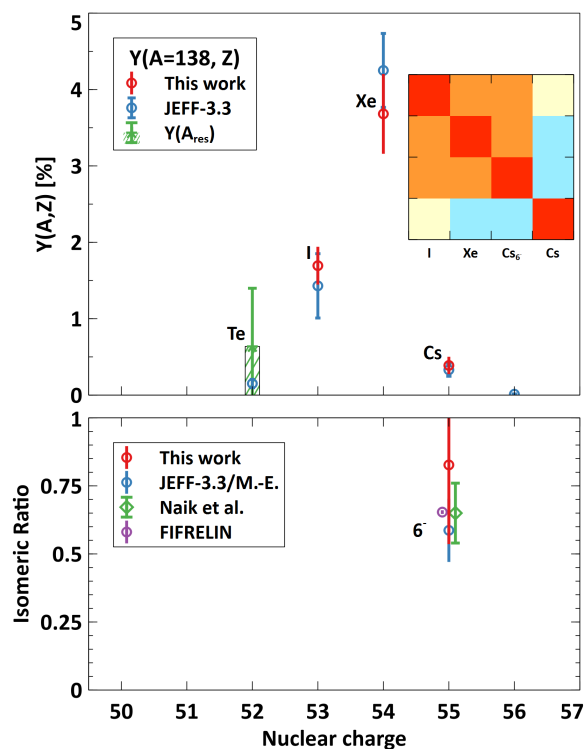 5
4
3
2
1
0
Y(A,Z) [%]
Y(A=138, Z)
This work
JEFF-3.3
Y(A_res)
Te
I
Xe
Cs
I Xe Cs_6- Cs
1
0.75
0.5
0.25
0
Isomeric Ratio
This work
JEFF-3.3/M.-E.
Naik et al.
FIFRELIN
6⁻
50 51 52 53 54 55 56 57
Nuclear charge